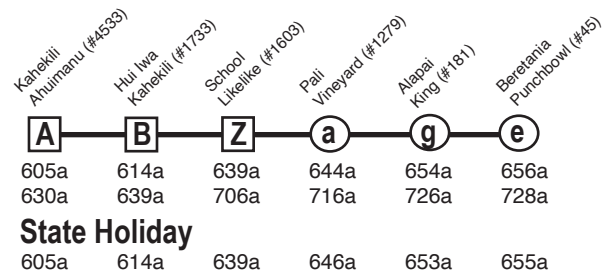 Kahekili
Ahuimanu (#4533)
Hui Iwa
Kahekili (#1733)
School
Likelike (#1603)
Pali
Vineyard (#1279)
Alapai
King (#181)
Beretania
Punchbowl (#45)
A B Z a g e
605a 614a 639a 644a 654a 656a
630a 639a 706a 716a 726a 728a
State Holiday
605a 614a 639a 646a 653a 655a